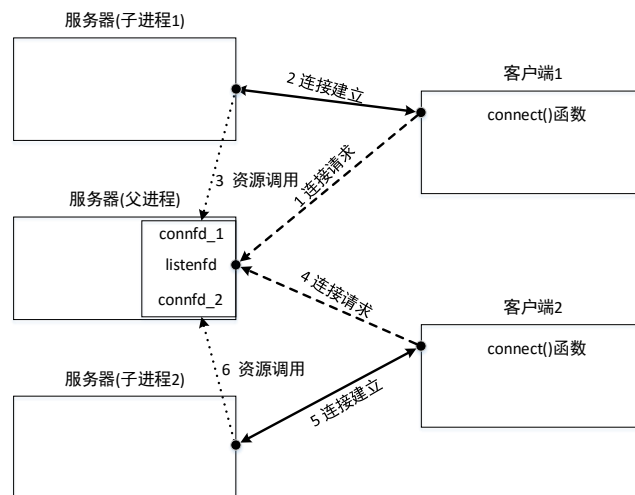 服务器(子进程1)
客户端1
2 连接建立
connect()函数
1 连接请求
3 资源调用
服务器(父进程)
connfd_1
listenfd
connfd_2
4 连接请求
客户端2
connect()函数
服务器(子进程2)
6 资源调用
5 连接建立